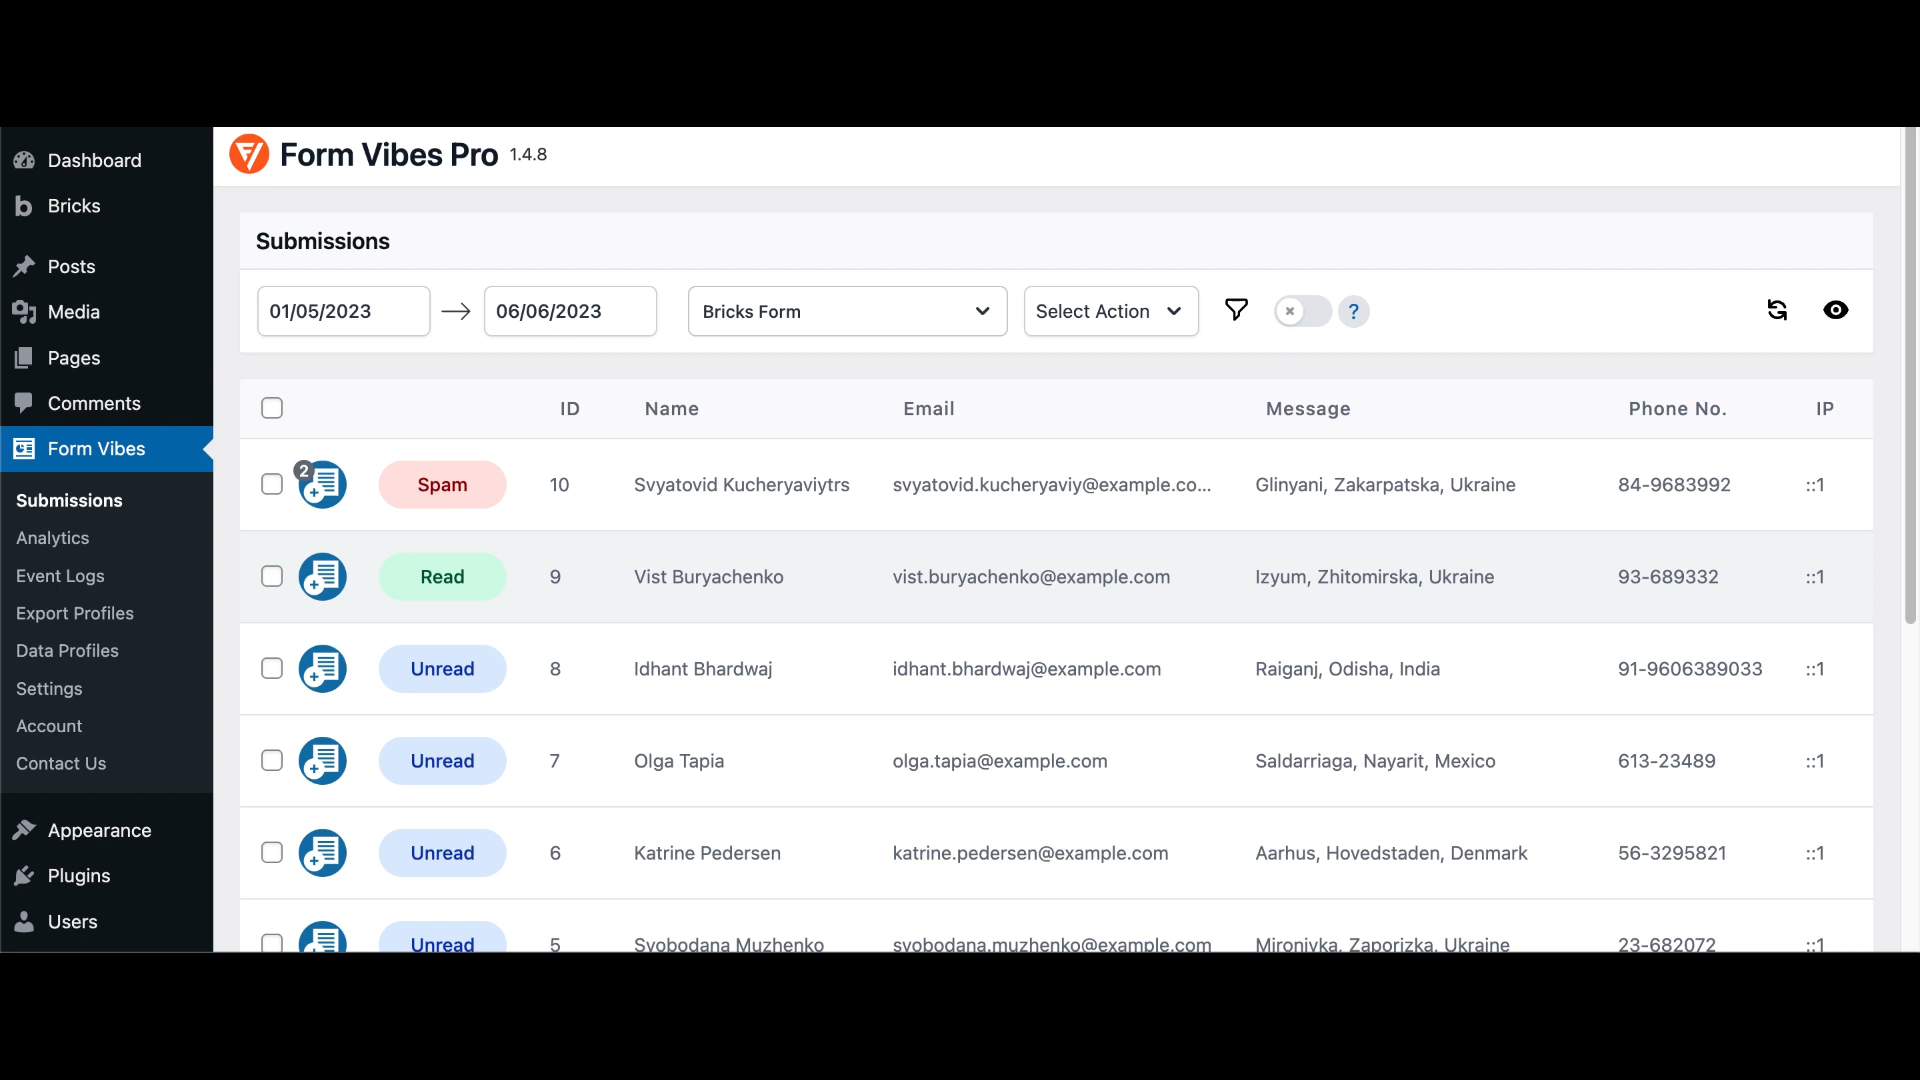 Dashboard
Bricks
Posts
Media
Pages
Comments
Form Vibes
Submissions
Analytics
Event Logs
Export Profiles
Data Profiles
Settings
Account
Contact Us
Appearance
Plugins
Users
Form Vibes Pro 1.4.8
Submissions
01/05/2023 → 06/06/2023 Bricks Form Select Action ?
ID Name Email Message Phone No. IP
2 Spam 10 Svyatovid Kucheryaviytrs svyatovid.kucheryaviy@example.co... Glinyani, Zakarpatska, Ukraine 84-9683992 ::1
Read 9 Vist Buryachenko vist.buryachenko@example.com Izyum, Zhitomirska, Ukraine 93-689332 ::1
Unread 8 Idhant Bhardwaj idhant.bhardwaj@example.com Raiganj, Odisha, India 91-9606389033 ::1
Unread 7 Olga Tapia olga.tapia@example.com Saldarriaga, Nayarit, Mexico 613-23489 ::1
Unread 6 Katrine Pedersen katrine.pedersen@example.com Aarhus, Hovedstaden, Denmark 56-3295821 ::1
Unread 5 Svobodana Muzhenko svobodana.muzhenko@example.com Mironivka, Zaporizka, Ukraine 23-682072 ::1